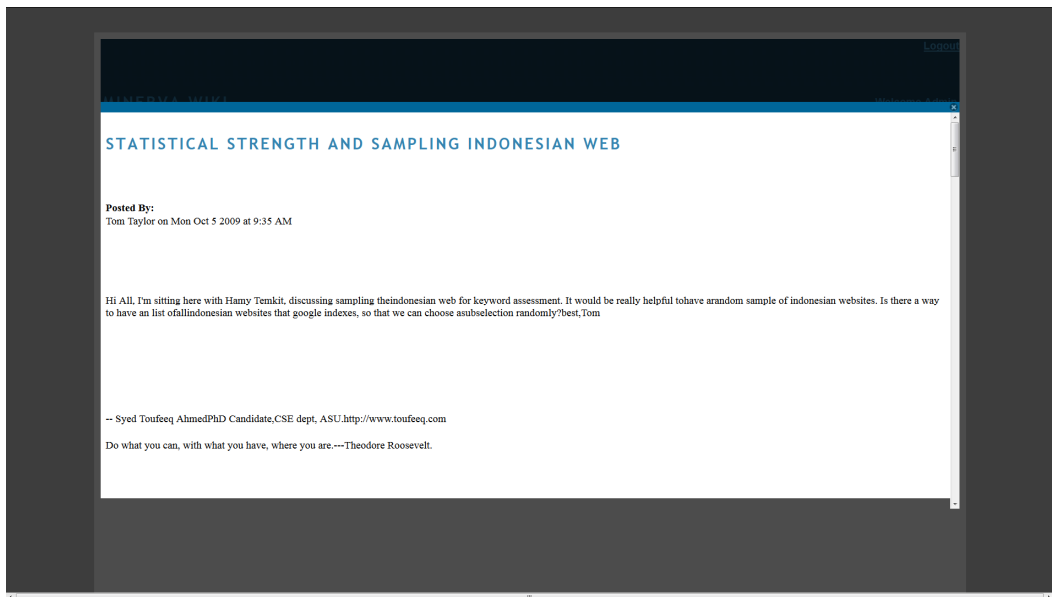 Logout
MINERVA WIKI
STATISTICAL STRENGTH AND SAMPLING INDONESIAN WEB
Posted By:
Tom Taylor on Mon Oct 5 2009 at 9:35 AM
Hi All, I'm sitting here with Hamy Temkit, discussing sampling theindonesian web for keyword assessment. It would be really helpful tohave arandom sample of indonesian websites. Is there a way
to have an list ofallindonesian websites that google indexes, so that we can choose asubselection randomly?best,Tom
-- Syed Toufeeq AhmedPhD Candidate,CSE dept, ASU.http://www.toufeeq.com
Do what you can, with what you have, where you are.---Theodore Roosevelt.